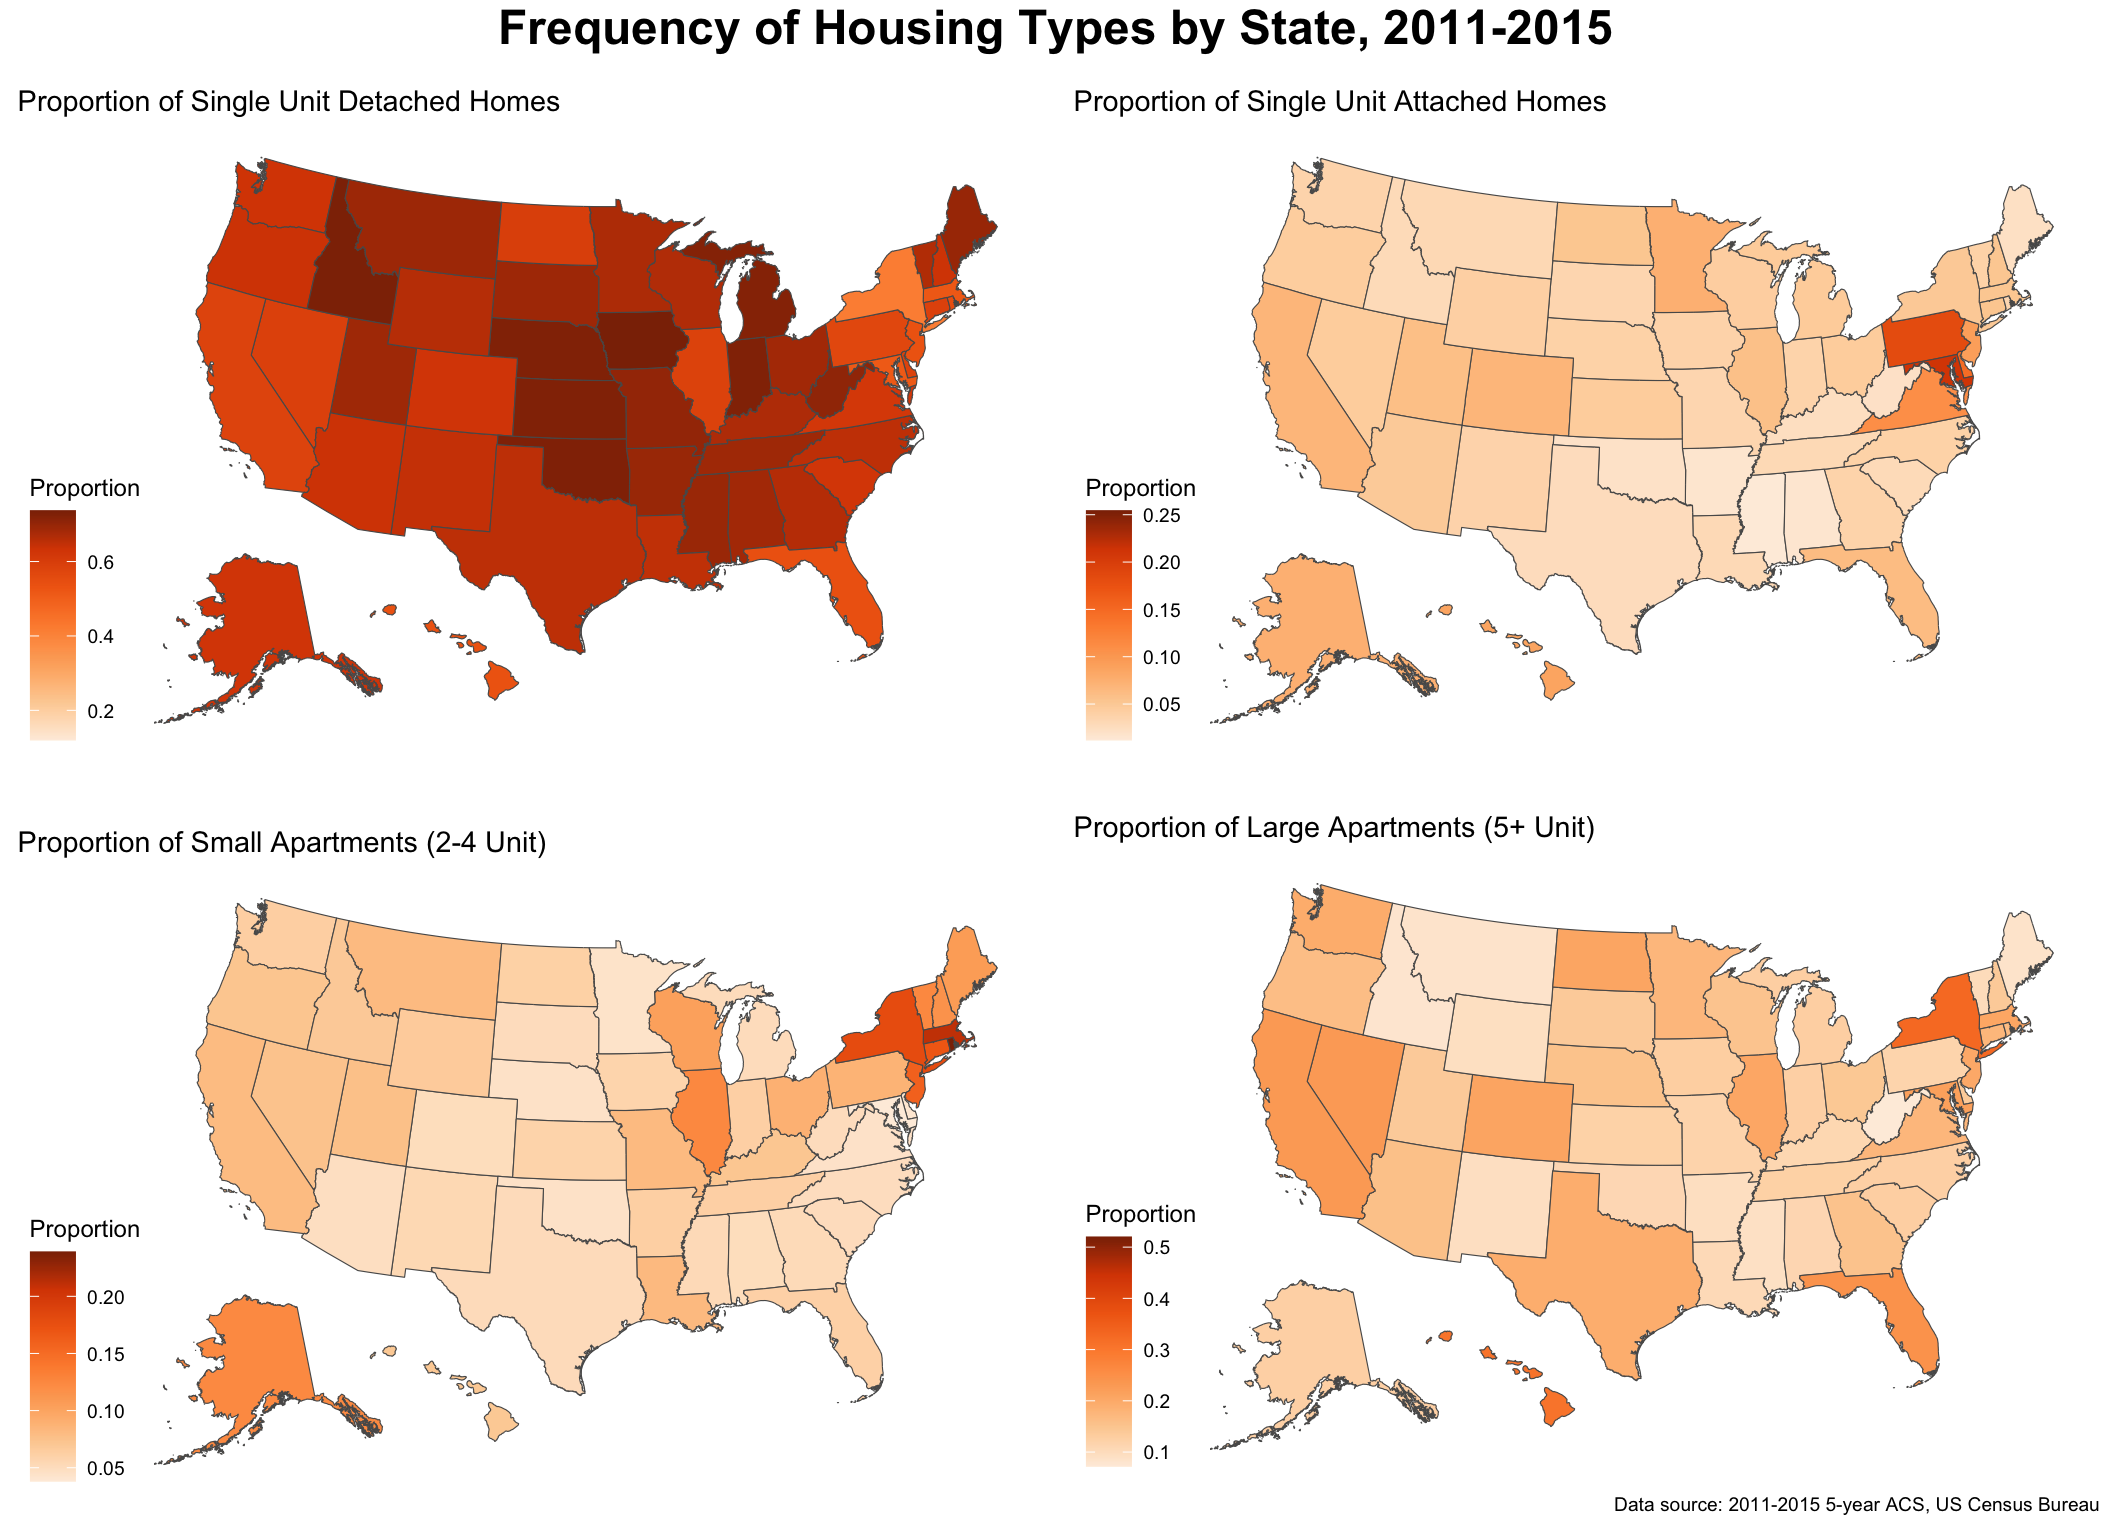 Frequency of Housing Types by State, 2011-2015
Proportion of Single Unit Detached Homes
Proportion
0.6
0.4
0.2
Proportion of Single Unit Attached Homes
Proportion
0.25
0.20
0.15
0.10
0.05
Proportion of Small Apartments (2-4 Unit)
Proportion
0.20
0.15
0.10
0.05
Proportion of Large Apartments (5+ Unit)
Proportion
0.5
0.4
0.3
0.2
0.1
Data source: 2011-2015 5-year ACS, US Census Bureau